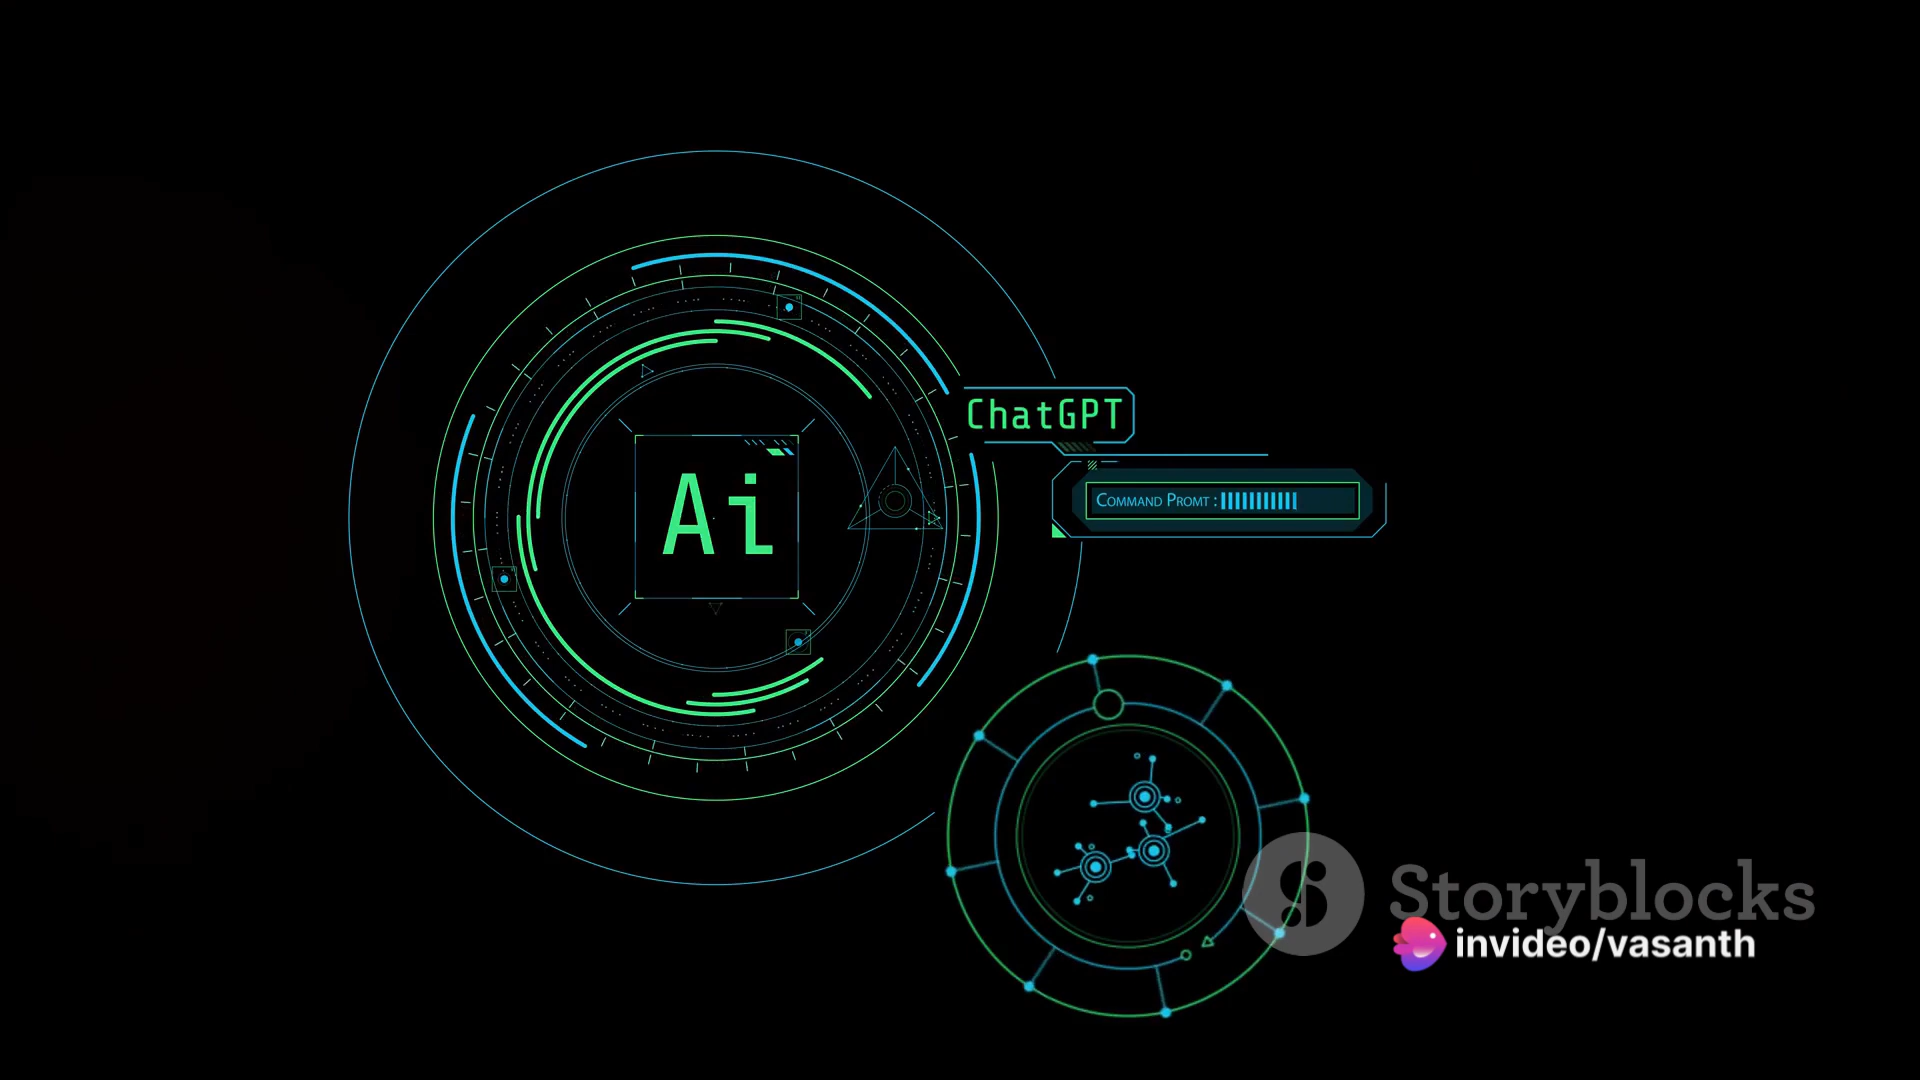 ChatGPT
Ai
Command Promt :
Storyblocks
invideo/vasanth